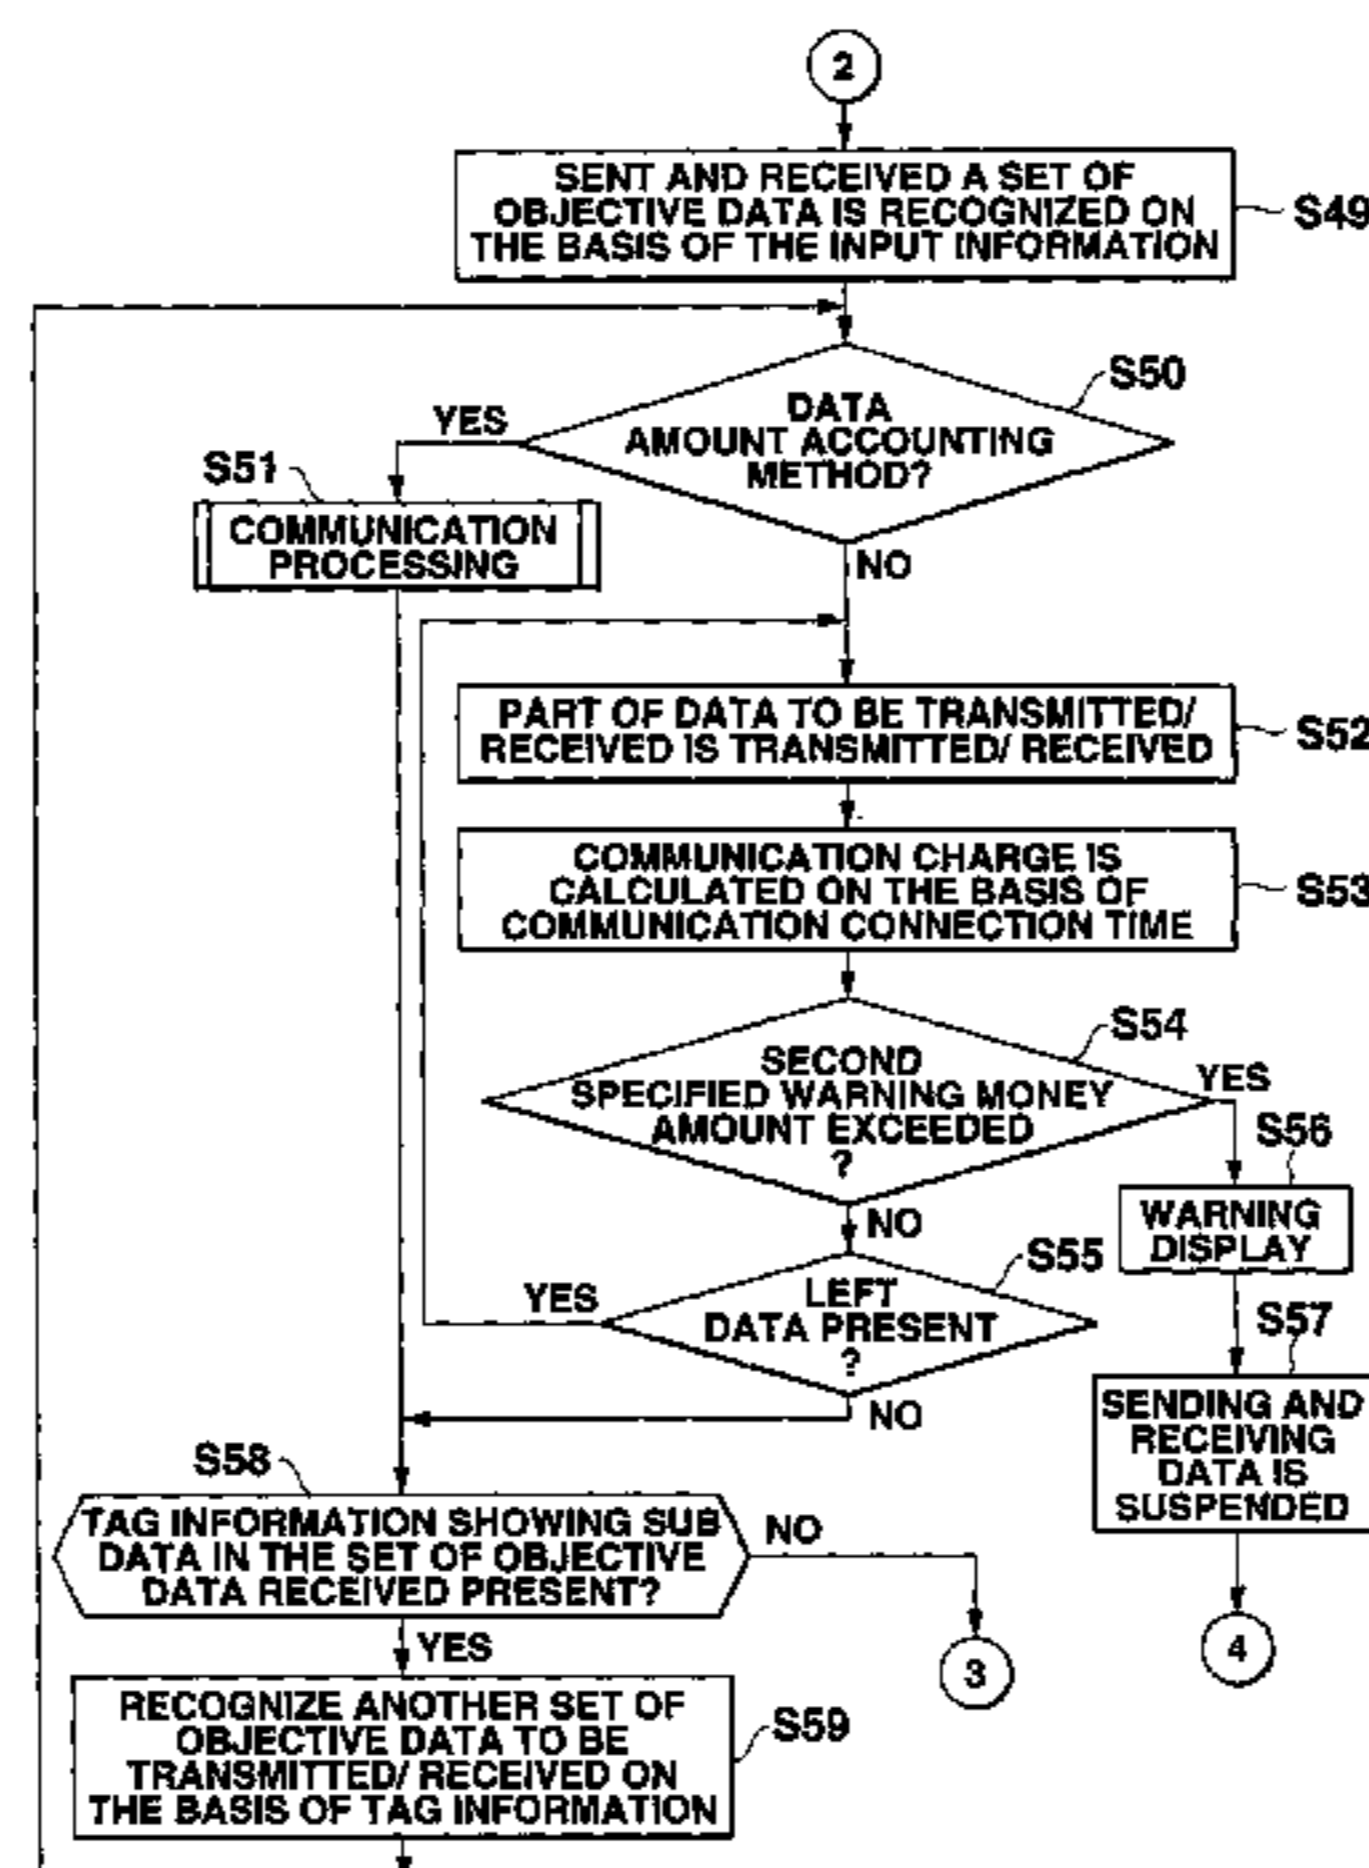 2
SENT AND RECEIVED A SET OF
OBJECTIVE DATA IS RECOGNIZED ON
THE BASIS OF THE INPUT INFORMATION
S49
S50
DATA
AMOUNT ACCOUNTING
METHOD?
YES
NO
S51
COMMUNICATION
PROCESSING
PART OF DATA TO BE TRANSMITTED/
RECEIVED IS TRANSMITTED/ RECEIVED
S52
COMMUNICATION CHARGE IS
CALCULATED ON THE BASIS OF
COMMUNICATION CONNECTION TIME
S53
S54
SECOND
SPECIFIED WARNING MONEY
AMOUNT EXCEEDED
?
YES
NO
S56
WARNING
DISPLAY
S55
LEFT
DATA PRESENT
?
YES
NO
S57
SENDING AND
RECEIVING
DATA IS
SUSPENDED
4
S58
TAG INFORMATION SHOWING SUB
DATA IN THE SET OF OBJECTIVE
DATA RECEIVED PRESENT?
NO
3
YES
RECOGNIZE ANOTHER SET OF
OBJECTIVE DATA TO BE
TRANSMITTED/ RECEIVED ON
THE BASIS OF TAG INFORMATION
S59